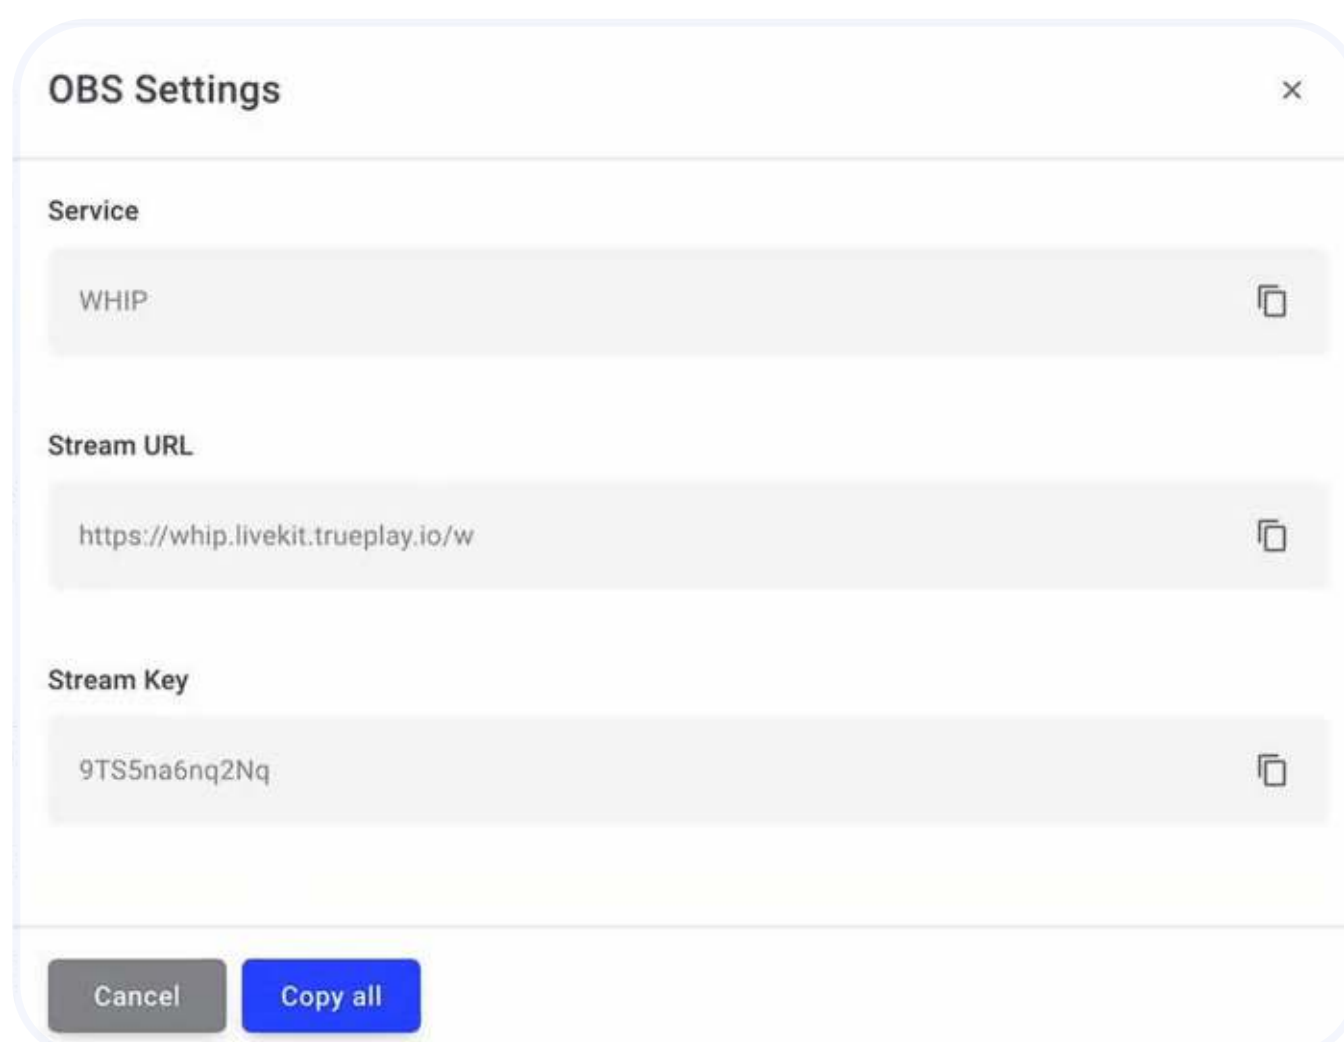 OBS Settings
Service
WHIP
Stream URL
https://whip.livekit.trueplay.io/w
Stream Key
9TS5na6nq2Nq
Cancel
Copy all